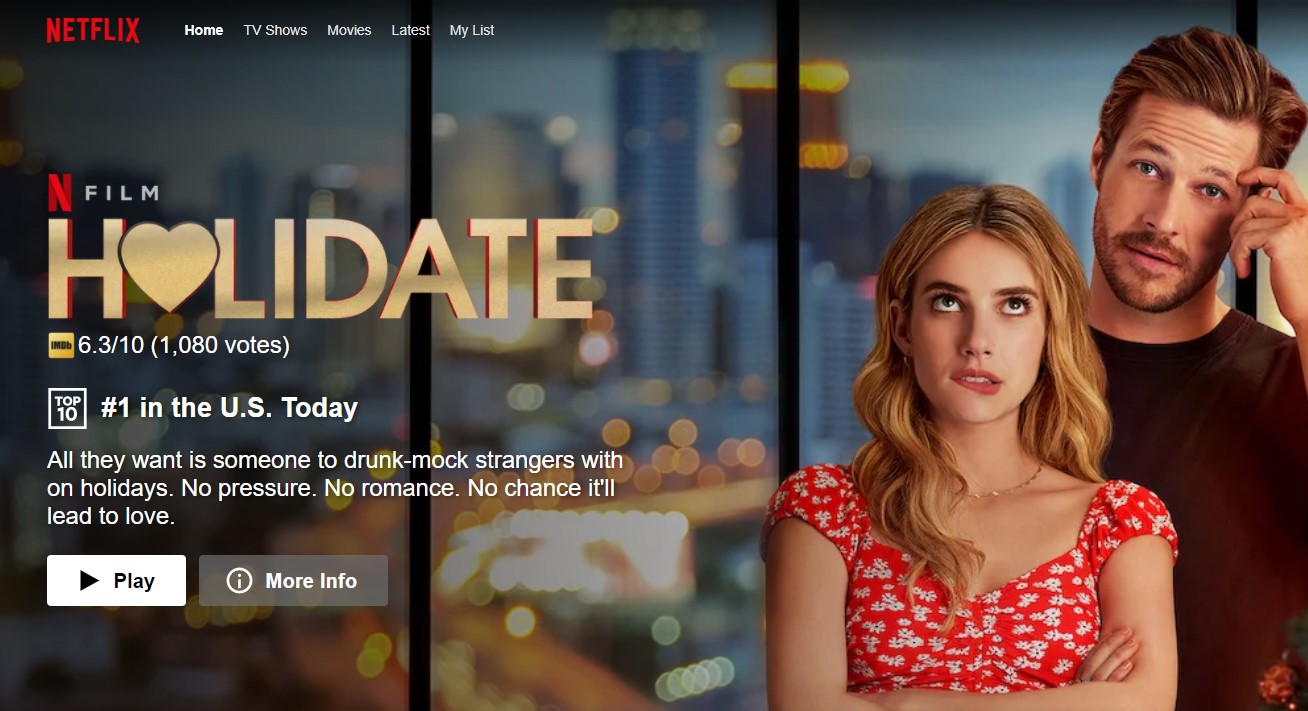 NETFLIX Home TV Shows Movies Latest My List
N FILM
HOLIDATE
IMDb 6.3/10 (1,080 votes)
TOP
10
#1 in the U.S. Today
All they want is someone to drunk-mock strangers with
on holidays. No pressure. No romance. No chance it'll
lead to love.
Play
More Info